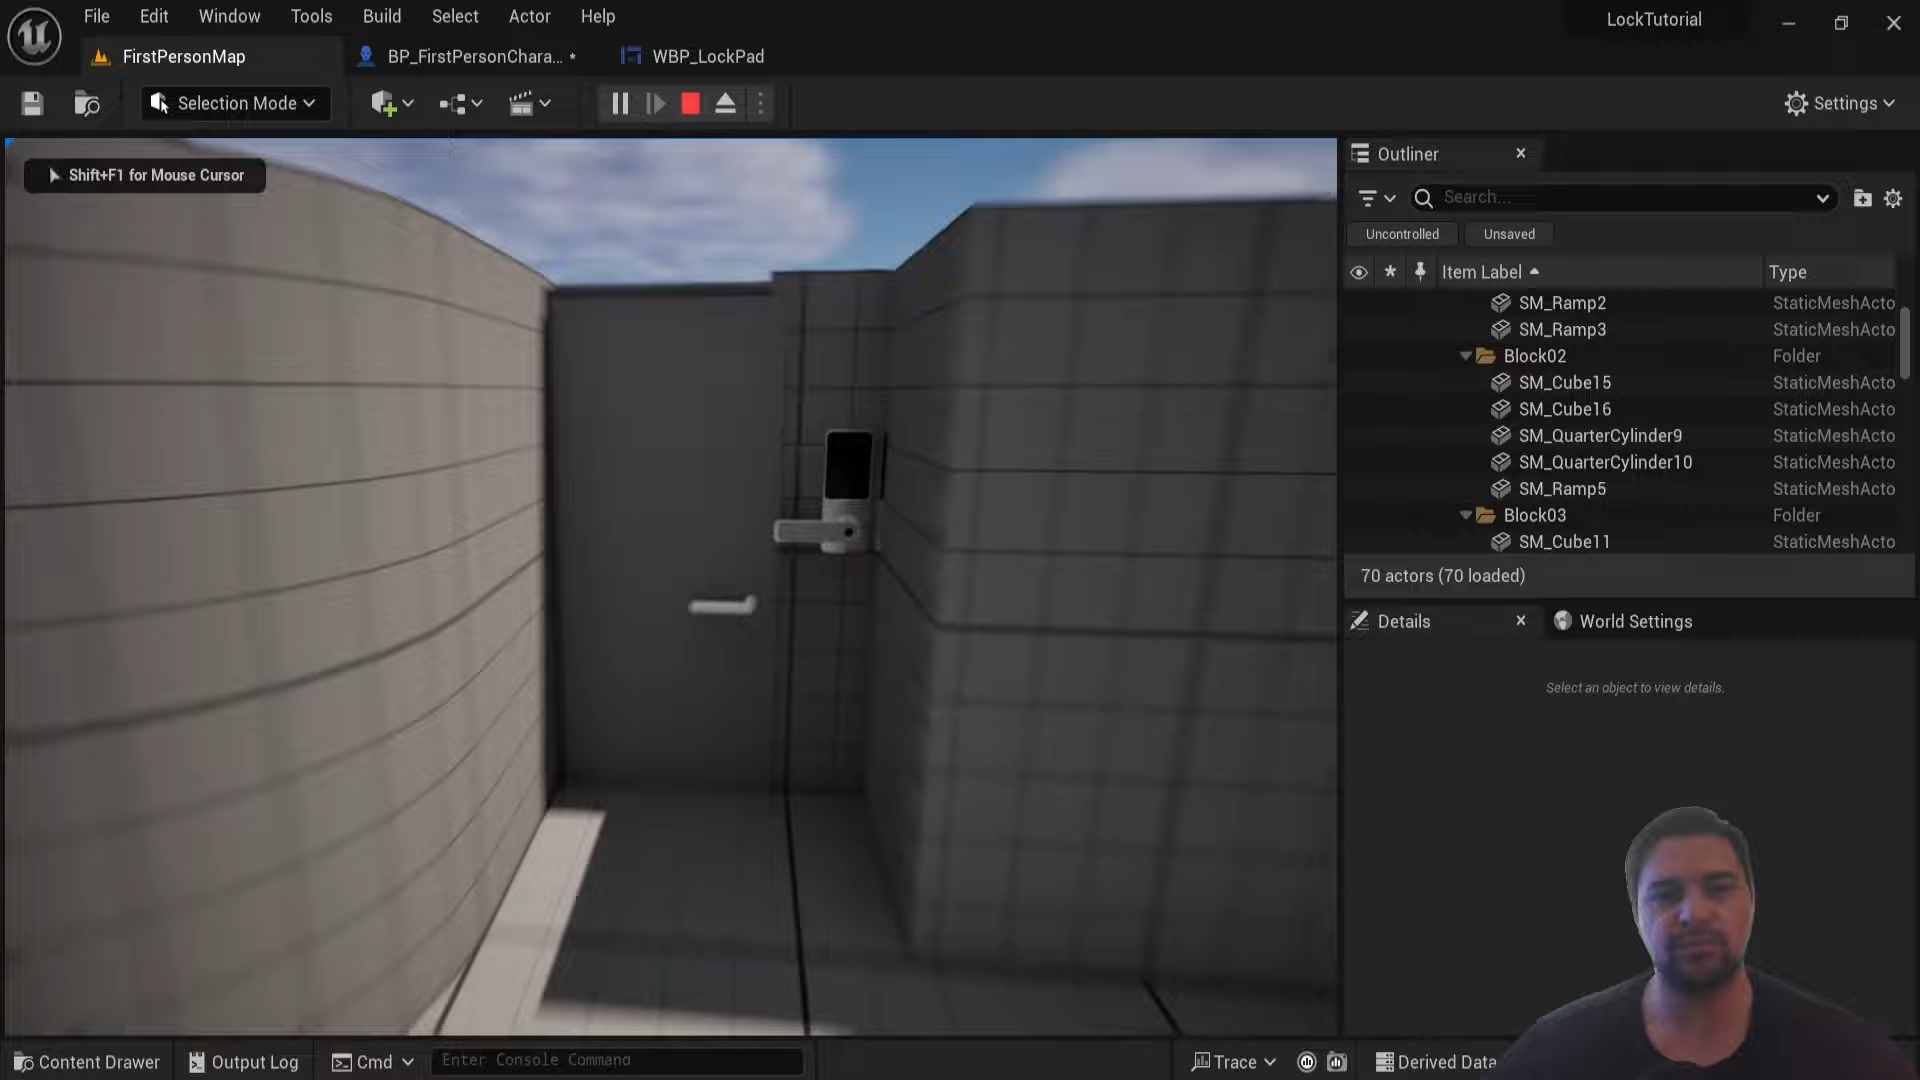 File Edit Window Tools Build Select Actor Help
LockTutorial
FirstPersonMap
BP_FirstPersonChara... *
WBP_LockPad
Selection Mode
Settings
Shift+F1 for Mouse Cursor
Outliner
Search...
Uncontrolled
Unsaved
Item Label
Type
SM_Ramp2 StaticMeshActo
SM_Ramp3 StaticMeshActo
Block02 Folder
SM_Cube15 StaticMeshActo
SM_Cube16 StaticMeshActo
SM_QuarterCylinder9 StaticMeshActo
SM_QuarterCylinder10 StaticMeshActo
SM_Ramp5 StaticMeshActo
Block03 Folder
SM_Cube11 StaticMeshActo
70 actors (70 loaded)
Details
World Settings
Select an object to view details.
Content Drawer
Output Log
Cmd
Enter Console Command
Trace
Derived Data